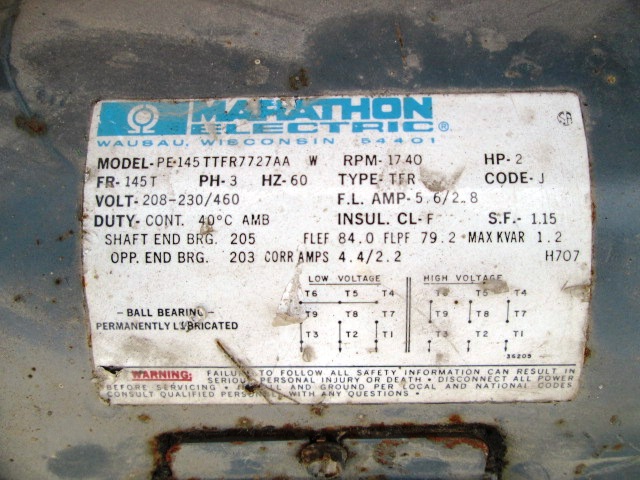 MARATHON
ELECTRIC®
WAUSAU, WISCONSIN 54401
SA
MODEL-PE145TTFR7727AA W RPM-1740 HP-2
FR-145T PH-3 HZ-60 TYPE-TFR CODE-J
VOLT-208-230/460 F.L. AMP-5.6/2.8
DUTY-CONT. 40°C AMB INSUL. CL-F S.F.-1.15
SHAFT END BRG. 205 FLEF 84.0 FLPF 79.2 MAX KVAR 1.2
OPP. END BRG. 203 CORR AMPS 4.4/2.2 H707
LOW VOLTAGE HIGH VOLTAGE
T6 T5 T4 T6 T5 T4
T9 T8 T7 T9 T8 T7
T3 T2 T1 T3 T2 T1
- BALL BEARING -
PERMANENTLY LUBRICATED
36209
WARNING: FAILURE TO FOLLOW ALL SAFETY INFORMATION CAN RESULT IN
SERIOUS PERSONAL INJURY OR DEATH • DISCONNECT ALL POWER
BEFORE SERVICING • INSTALL AND GROUND PER LOCAL AND NATIONAL CODES
CONSULT QUALIFIED PERSONNEL WITH ANY QUESTIONS •